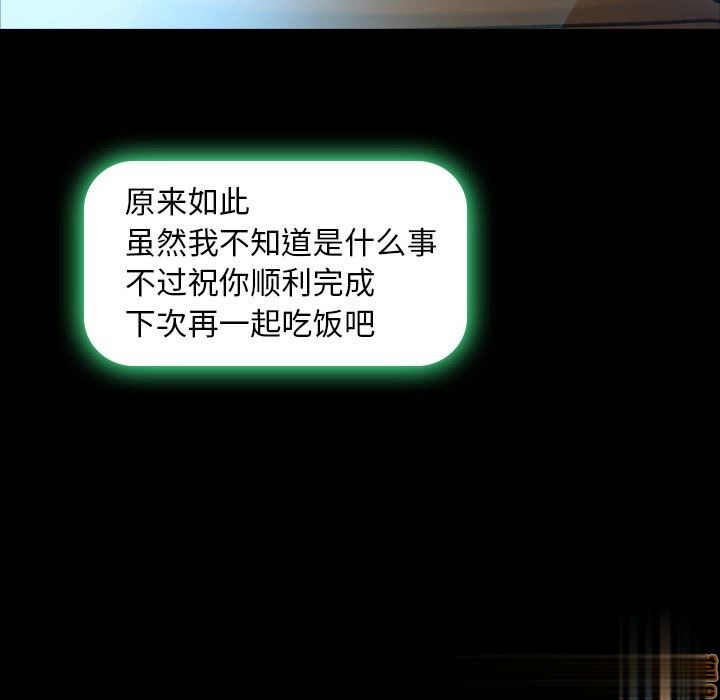 原来如此
虽然我不知道是什么事
不过祝你顺利完成
下次再一起吃饭吧